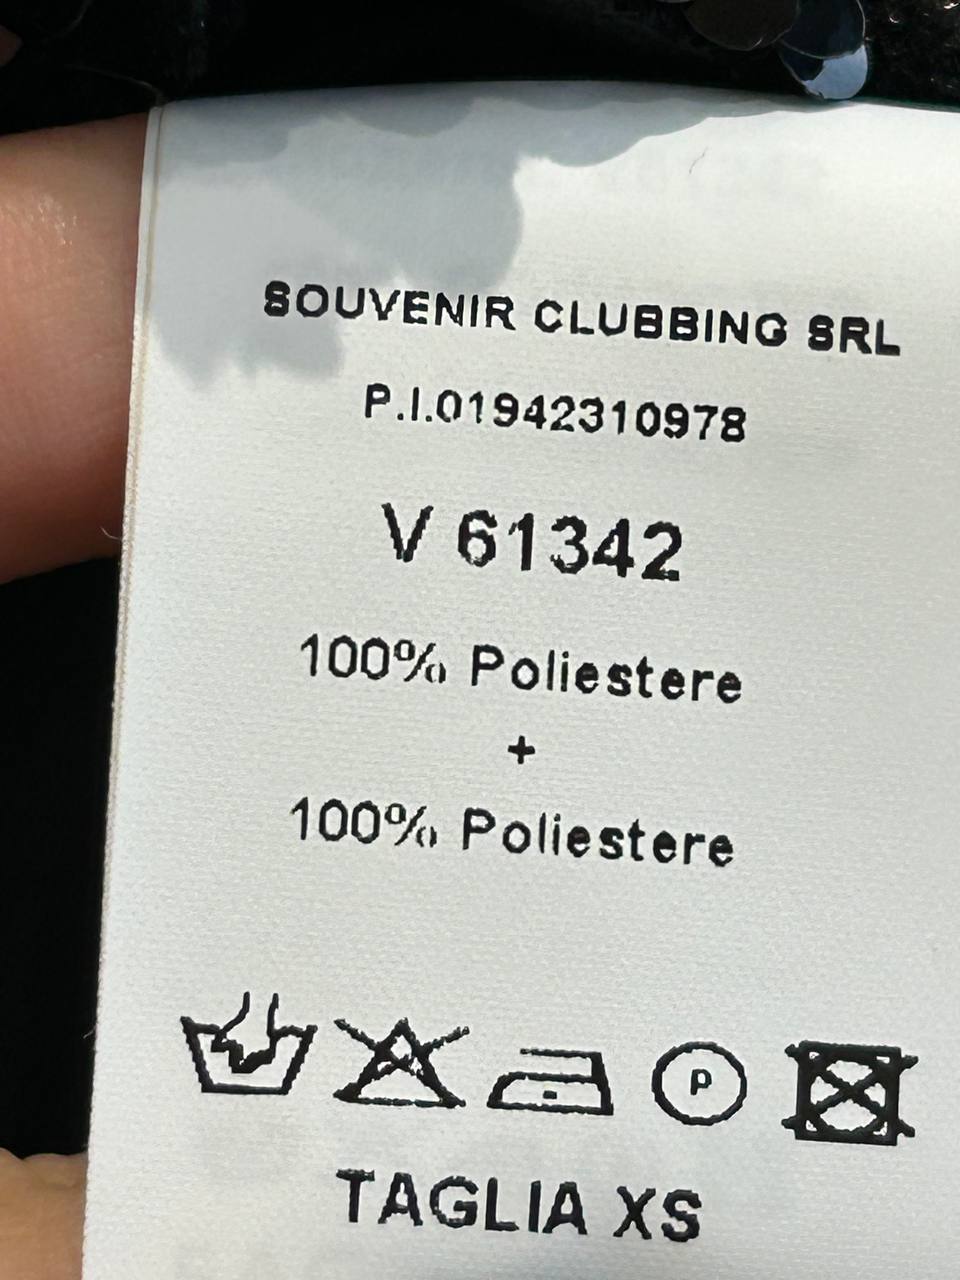 SOUVENIR CLUBBING SRL
P.I.01942310978
V 61342
100% Poliestere
+
100% Poliestere
P
TAGLIA XS